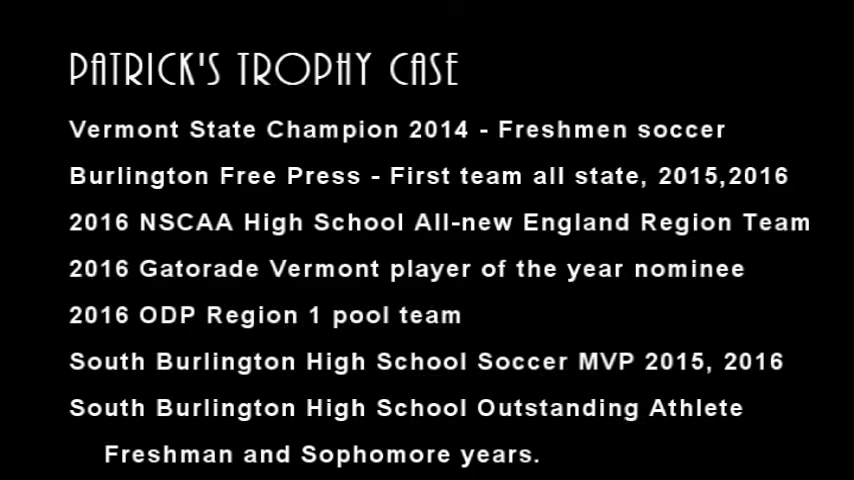 PATRICK'S TROPHY CASE
Vermont State Champion 2014 - Freshmen soccer
Burlington Free Press - First team all state, 2015,2016
2016 NSCAA High School All-new England Region Team
2016 Gatorade Vermont player of the year nominee
2016 ODP Region 1 pool team
South Burlington High School Soccer MVP 2015, 2016
South Burlington High School Outstanding Athlete
Freshman and Sophomore years.